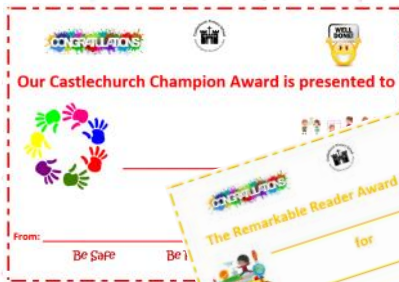 CONGRATULATIONS
WELL DONE!
Our Castlechurch Champion Award is presented to
From:
Be Safe
CONGRATULATIONS
The Remarkable Reader Award
for